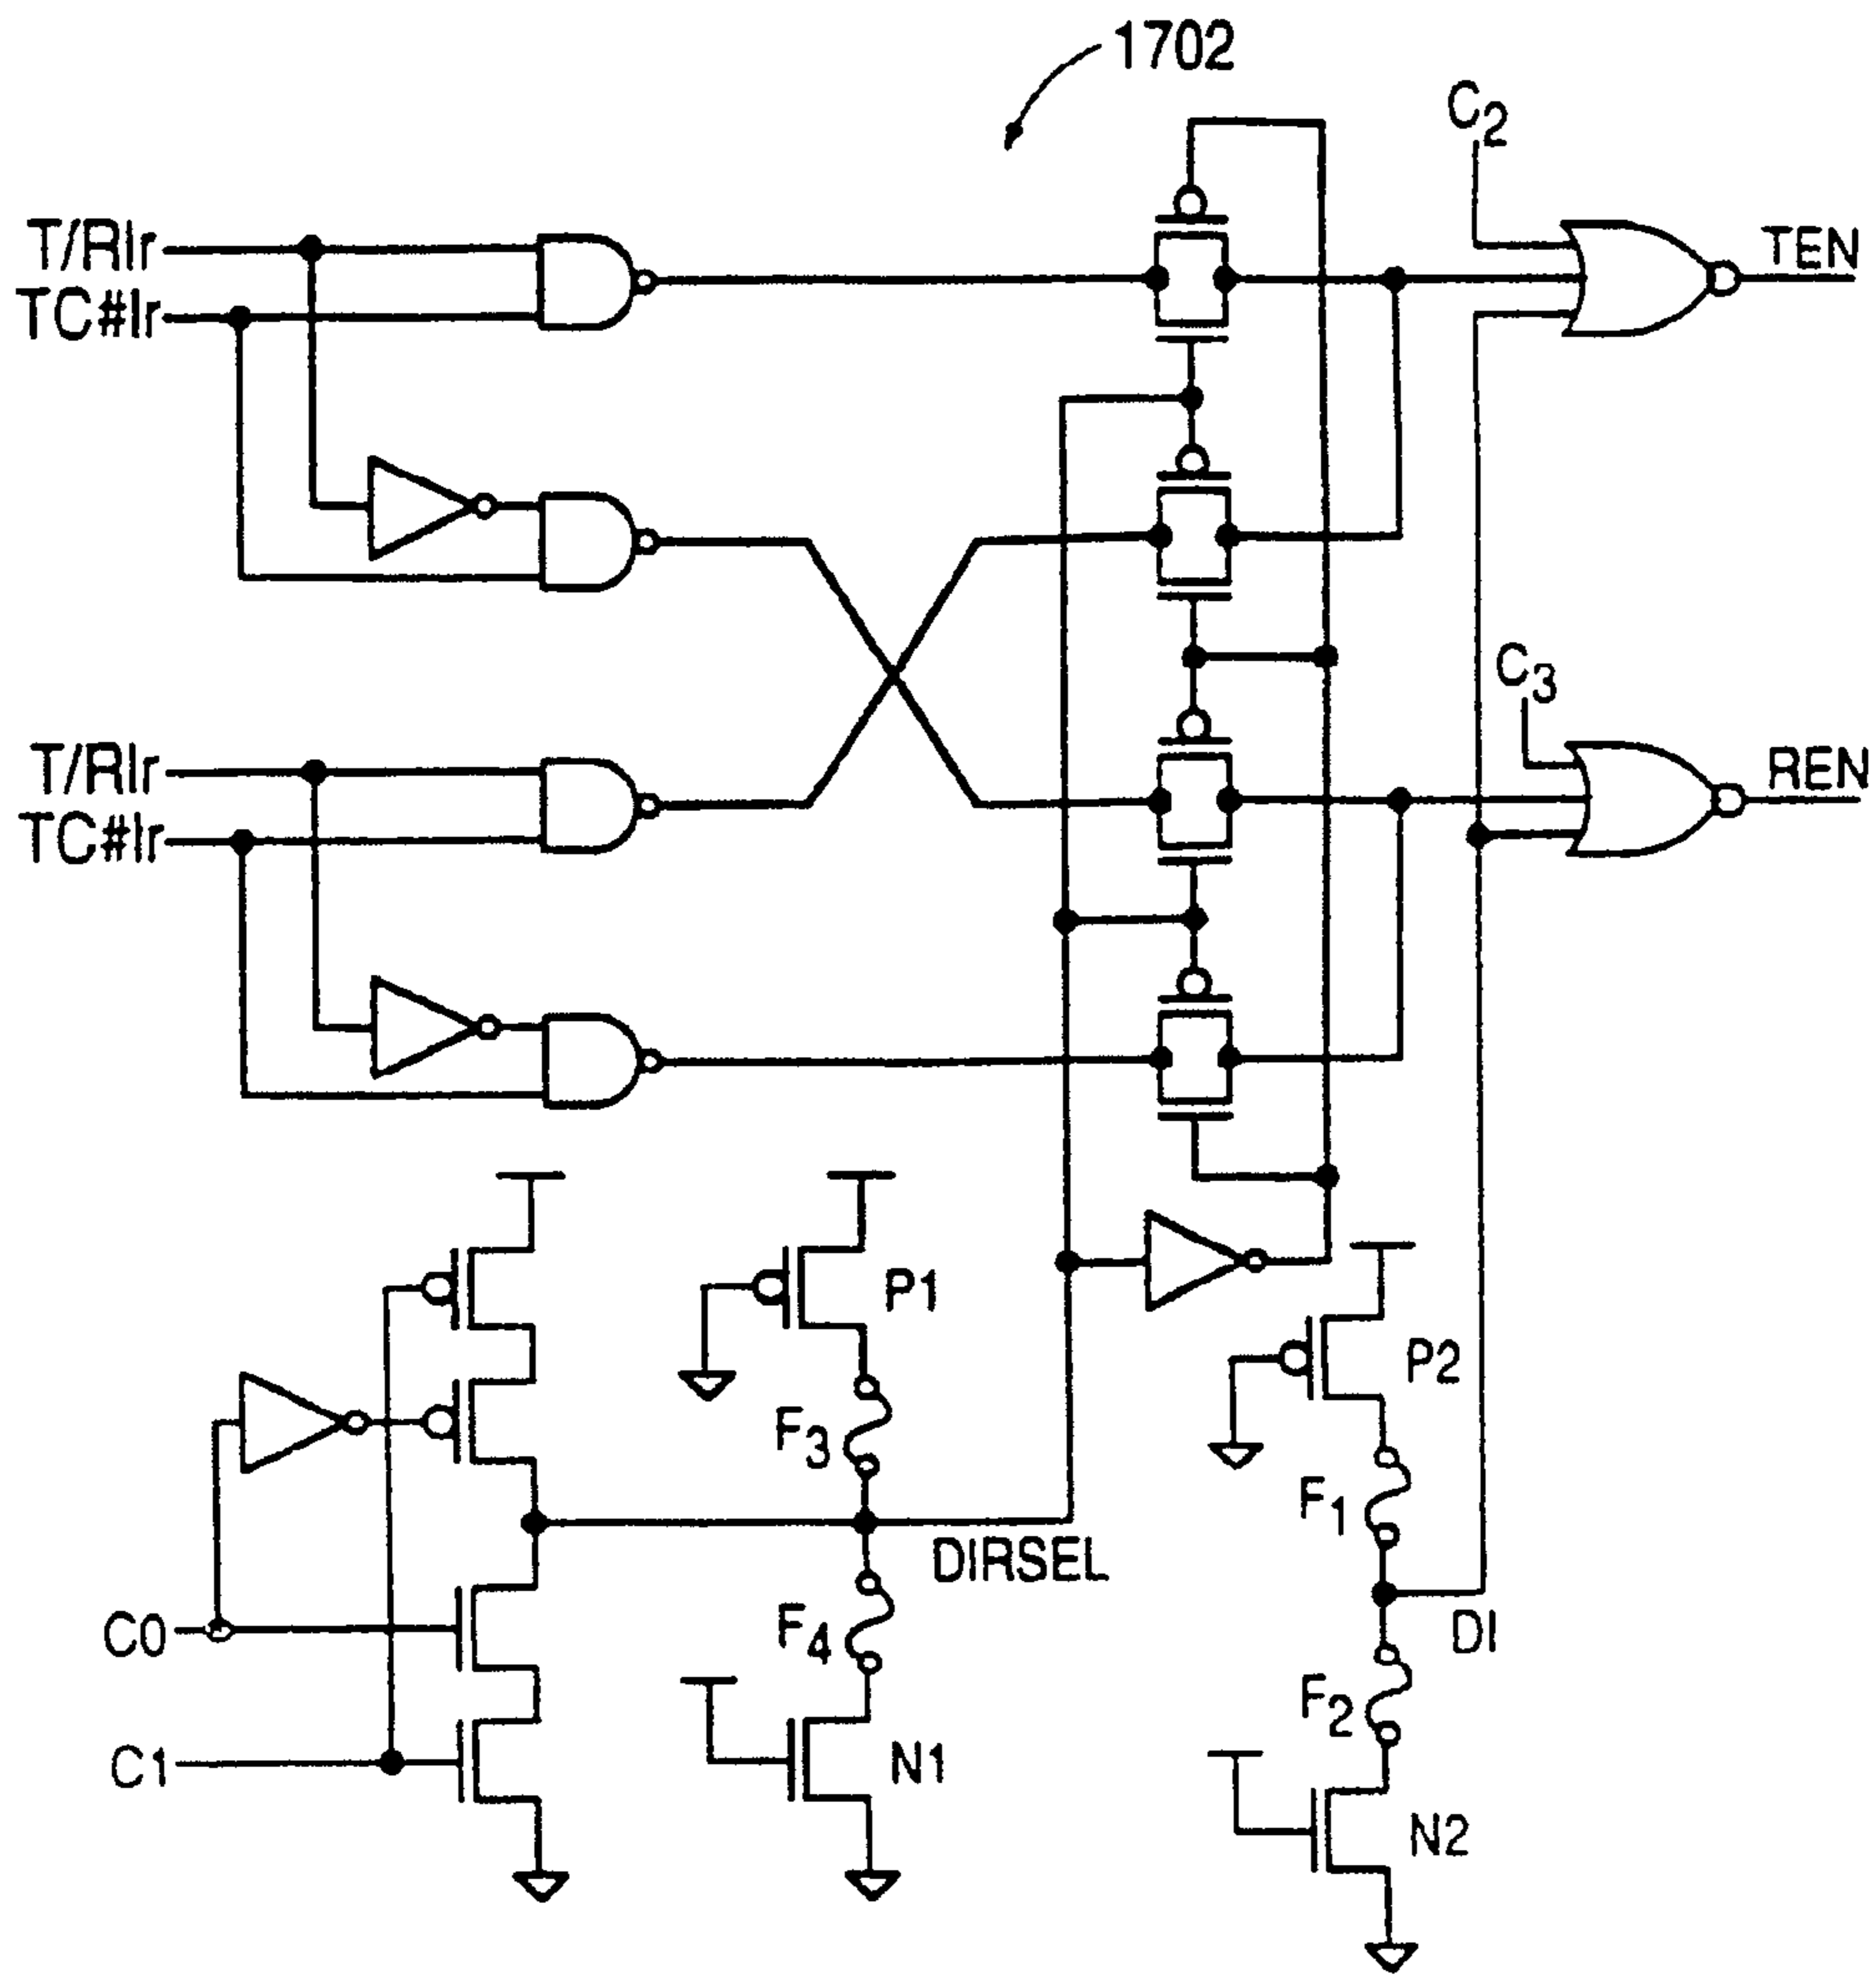 1702
C2
T/RIr
TEN
TC#Ir
C3
T/RIr
REN
TC#Ir
P1
P2
F3
F1
DIRSEL
C0
F4
DI
F2
C1
N1
N2